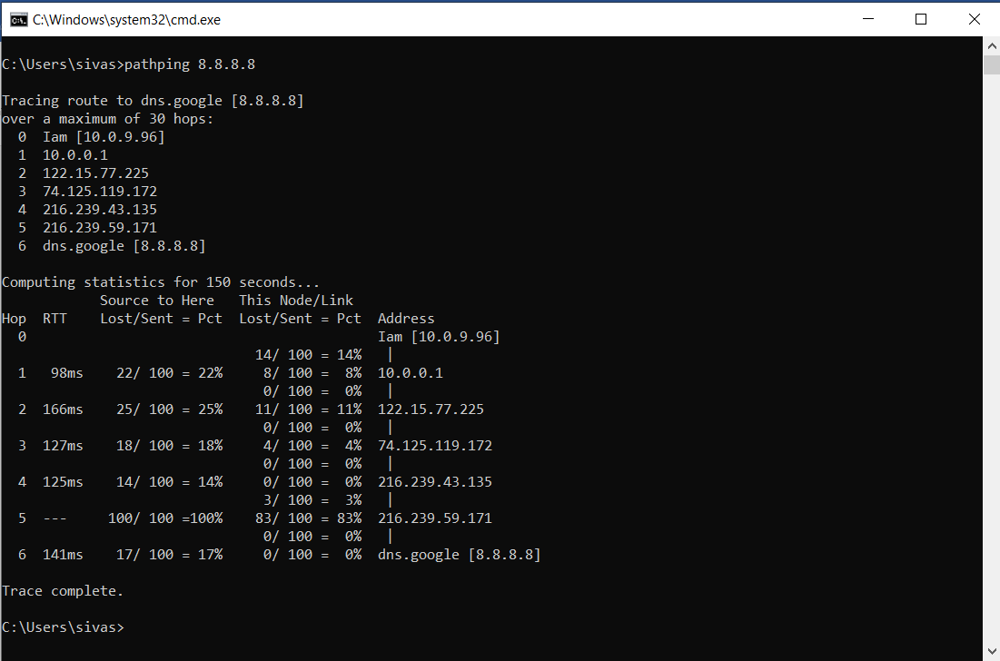 C:\Windows\system32\cmd.exe
C:\Users\sivas>pathping 8.8.8.8
Tracing route to dns.google [8.8.8.8]
over a maximum of 30 hops:
  0  Iam [10.0.9.96]
  1  10.0.0.1
  2  122.15.77.225
  3  74.125.119.172
  4  216.239.43.135
  5  216.239.59.171
  6  dns.google [8.8.8.8]
Computing statistics for 150 seconds...
            Source to Here   This Node/Link
Hop  RTT    Lost/Sent = Pct  Lost/Sent = Pct  Address
  0                                           Iam [10.0.9.96]
                               14/ 100 = 14%   |
  1   98ms    22/ 100 = 22%     8/ 100 =  8%  10.0.0.1
                                0/ 100 =  0%   |
  2  166ms    25/ 100 = 25%    11/ 100 = 11%  122.15.77.225
                                0/ 100 =  0%   |
  3  127ms    18/ 100 = 18%     4/ 100 =  4%  74.125.119.172
                                0/ 100 =  0%   |
  4  125ms    14/ 100 = 14%     0/ 100 =  0%  216.239.43.135
                                3/ 100 =  3%   |
  5  ---     100/ 100 =100%    83/ 100 = 83%  216.239.59.171
                                0/ 100 =  0%   |
  6  141ms    17/ 100 = 17%     0/ 100 =  0%  dns.google [8.8.8.8]
Trace complete.
C:\Users\sivas>